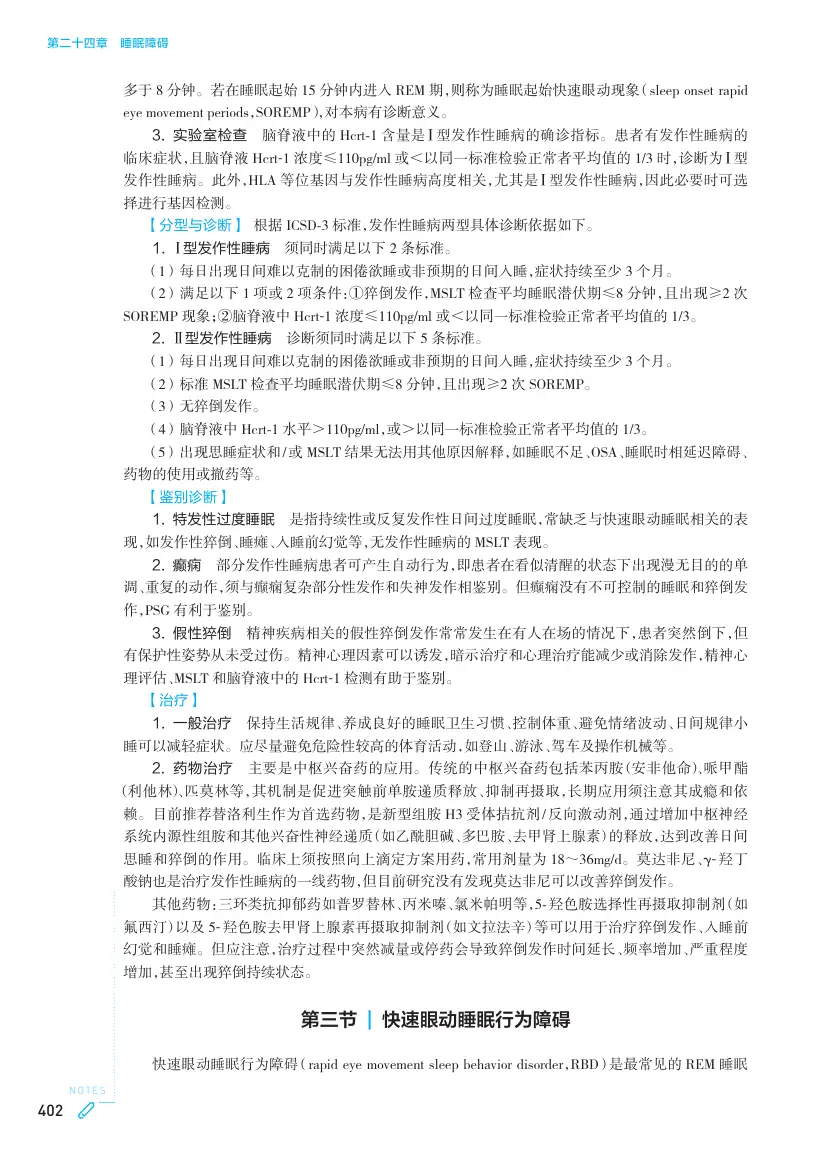 第二十四章　睡眠障碍
多于 8 分钟。若在睡眠起始 15 分钟内进入 REM 期,则称为睡眠起始快速眼动现象(sleep onset rapid
eye movement periods,SOREMP),对本病有诊断意义。
3. 实验室检查　脑脊液中的 Hcrt-1 含量是Ⅰ型发作性睡病的确诊指标。患者有发作性睡病的
临床症状,且脑脊液 Hcrt-1 浓度≤110pg/ml 或＜以同一标准检验正常者平均值的 1/3 时,诊断为Ⅰ型
发作性睡病。此外,HLA 等位基因与发作性睡病高度相关,尤其是Ⅰ型发作性睡病,因此必要时可选
择进行基因检测。
【分型与诊断】 根据 ICSD-3 标准,发作性睡病两型具体诊断依据如下。
1. Ⅰ型发作性睡病　须同时满足以下 2 条标准。
(1)每日出现日间难以克制的困倦欲睡或非预期的日间入睡,症状持续至少 3 个月。
(2)满足以下 1 项或 2 项条件:①猝倒发作,MSLT 检查平均睡眠潜伏期≤8 分钟,且出现≥2 次
SOREMP 现象;②脑脊液中 Hcrt-1 浓度≤110pg/ml 或＜以同一标准检验正常者平均值的 1/3。
2. Ⅱ型发作性睡病　诊断须同时满足以下 5 条标准。
(1)每日出现日间难以克制的困倦欲睡或非预期的日间入睡,症状持续至少 3 个月。
(2)标准 MSLT 检查平均睡眠潜伏期≤8 分钟,且出现≥2 次 SOREMP。
(3)无猝倒发作。
(4)脑脊液中 Hcrt-1 水平＞110pg/ml,或＞以同一标准检验正常者平均值的 1/3。
(5)出现思睡症状和/或 MSLT 结果无法用其他原因解释,如睡眠不足、OSA、睡眠时相延迟障碍、
药物的使用或撤药等。
【鉴别诊断】
1. 特发性过度睡眠　是指持续性或反复发作性日间过度睡眠,常缺乏与快速眼动睡眠相关的表
现,如发作性猝倒、睡瘫、入睡前幻觉等,无发作性睡病的 MSLT 表现。
2. 癫痫　部分发作性睡病患者可产生自动行为,即患者在看似清醒的状态下出现漫无目的的单
调、重复的动作,须与癫痫复杂部分性发作和失神发作相鉴别。但癫痫没有不可控制的睡眠和猝倒发
作,PSG 有利于鉴别。
3. 假性猝倒　精神疾病相关的假性猝倒发作常常发生在有人在场的情况下,患者突然倒下,但
有保护性姿势从未受过伤。精神心理因素可以诱发,暗示治疗和心理治疗能减少或消除发作,精神心
理评估、MSLT 和脑脊液中的 Hcrt-1 检测有助于鉴别。
【治疗】
1. 一般治疗　保持生活规律、养成良好的睡眠卫生习惯、控制体重、避免情绪波动、日间规律小
睡可以减轻症状。应尽量避免危险性较高的体育活动,如登山、游泳、驾车及操作机械等。
2. 药物治疗　主要是中枢兴奋药的应用。传统的中枢兴奋药包括苯丙胺(安非他命)、哌甲酯
(利他林)、匹莫林等,其机制是促进突触前单胺递质释放、抑制再摄取,长期应用须注意其成瘾和依
赖。目前推荐替洛利生作为首选药物,是新型组胺 H3 受体拮抗剂/反向激动剂,通过增加中枢神经
系统内源性组胺和其他兴奋性神经递质(如乙酰胆碱、多巴胺、去甲肾上腺素)的释放,达到改善日间
思睡和猝倒的作用。临床上须按照向上滴定方案用药,常用剂量为 18～36mg/d。莫达非尼、γ-羟丁
酸钠也是治疗发作性睡病的一线药物,但目前研究没有发现莫达非尼可以改善猝倒发作。
其他药物:三环类抗抑郁药如普罗替林、丙米嗪、氯米帕明等,5-羟色胺选择性再摄取抑制剂(如
氟西汀)以及 5-羟色胺去甲肾上腺素再摄取抑制剂(如文拉法辛)等可以用于治疗猝倒发作、入睡前
幻觉和睡瘫。但应注意,治疗过程中突然减量或停药会导致猝倒发作时间延长、频率增加、严重程度
增加,甚至出现猝倒持续状态。
第三节 | 快速眼动睡眠行为障碍
快速眼动睡眠行为障碍(rapid eye movement sleep behavior disorder,RBD)是最常见的 REM 睡眠
NOTES
402